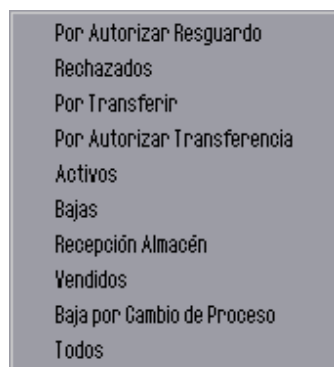 Por Autorizar Resguardo
Rechazados
Por Transferir
Por Autorizar Transferencia
Activos
Bajas
Recepción Almacén
Vendidos
Baja por Cambio de Proceso
Todos